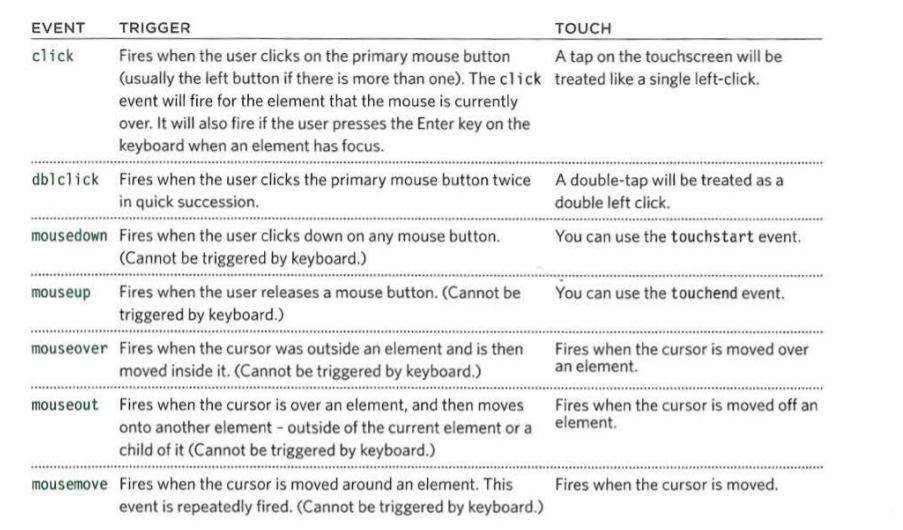 EVENT TRIGGER TOUCH
click Fires when the user clicks on the primary mouse button A tap on the touchscreen will be
(usually the left button if there is more than one). The click treated like a single left-click.
event will fire for the element that the mouse is currently
over. It will also fire if the user presses the Enter key on the
keyboard when an element has focus.
dblclick Fires when the user clicks the primary mouse button twice A double-tap will be treated as a
in quick succession. double left click.
mousedown Fires when the user clicks down on any mouse button. You can use the touchstart event.
(Cannot be triggered by keyboard.)
mouseup Fires when the user releases a mouse button. (Cannot be You can use the touchend event.
triggered by keyboard.)
mouseover Fires when the cursor was outside an element and is then Fires when the cursor is moved over
moved inside it. (Cannot be triggered by keyboard.) an element.
mouseout Fires when the cursor is over an element, and then moves Fires when the cursor is moved off an
onto another element – outside of the current element or a element.
child of it (Cannot be triggered by keyboard.)
mousemove Fires when the cursor is moved around an element. This Fires when the cursor is moved.
event is repeatedly fired. (Cannot be triggered by keyboard.)